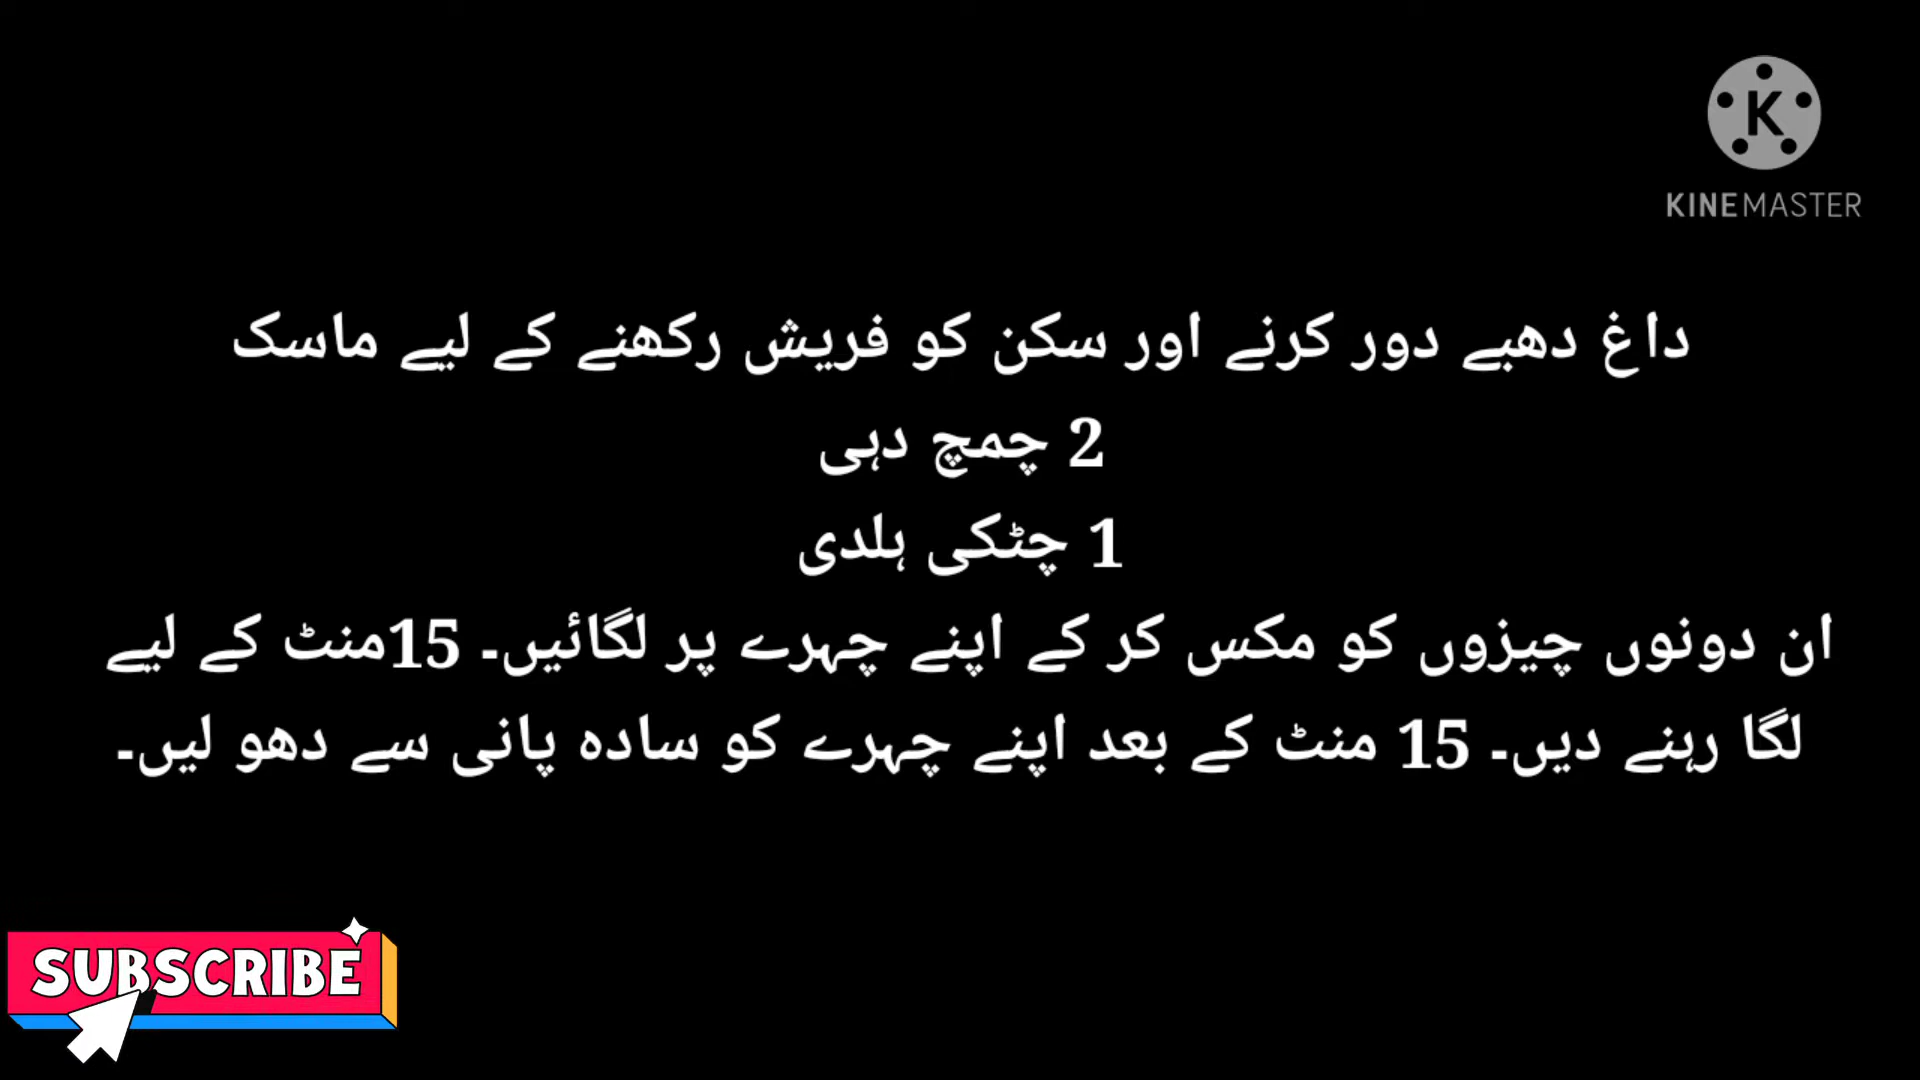 KINEMASTER
داغ دھبے دور کرنے اور سکن کو فریش رکھنے کے لیے ماسک
2 چمچ دہی
1 چٹکی ہلدی
ان دونوں چیزوں کو مکس کر کے اپنے چہرے پر لگائیں۔ 15منٹ کے لیے
لگا رہنے دیں۔ 15 منٹ کے بعد اپنے چہرے کو سادہ پانی سے دھو لیں۔
SUBSCRIBE